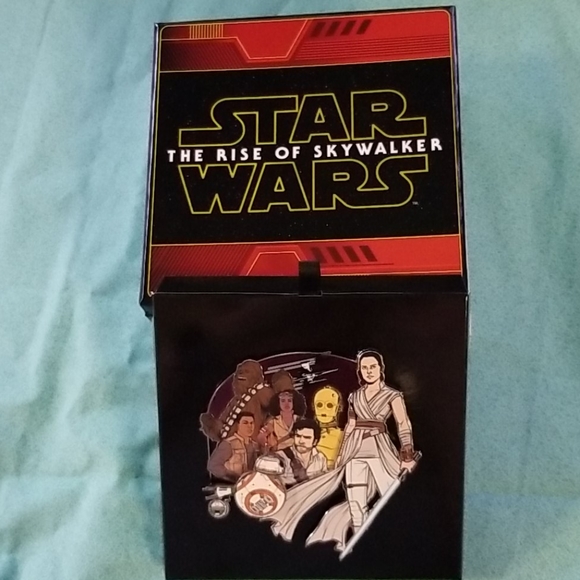 STAR
THE RISE OF SKYWALKER
WARS